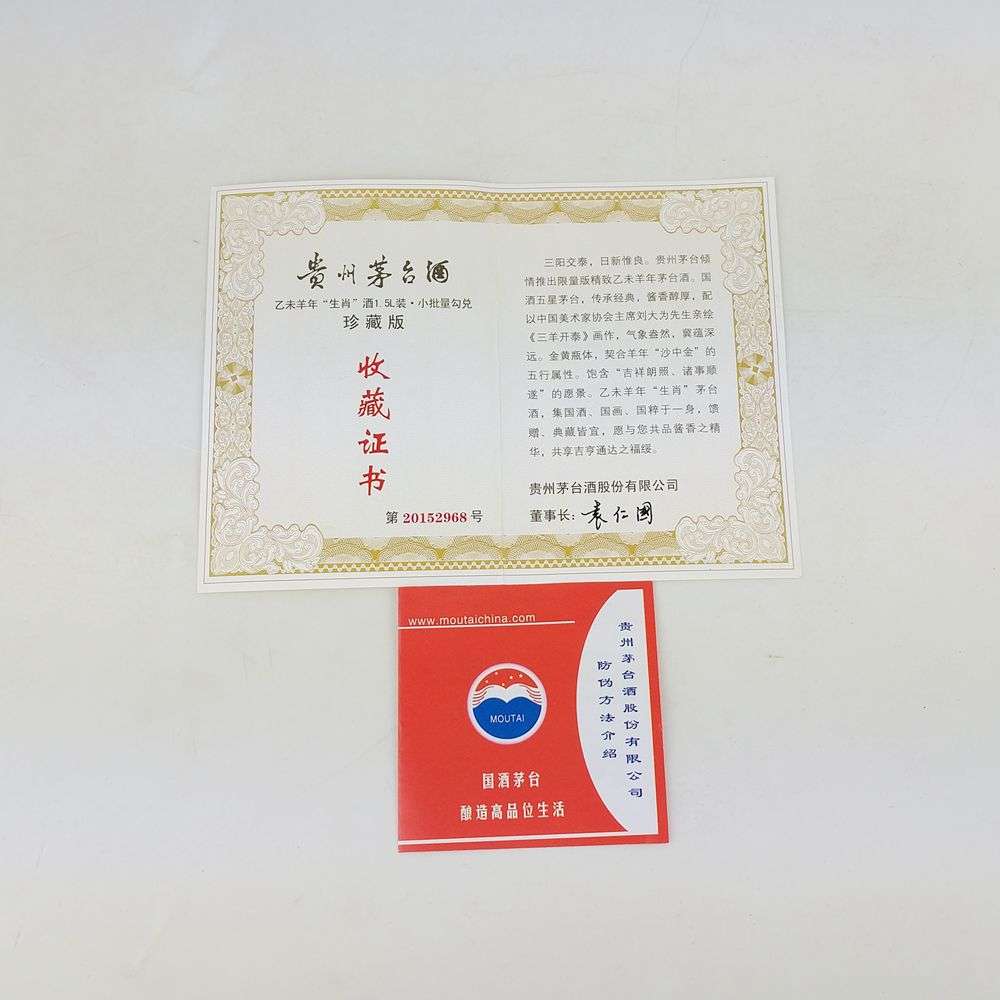 贵州茅台酒
乙未羊年“生肖”酒1.5L装·小批量勾兑
珍藏版
收藏证书
第 20152968 号
三阳交泰，日新惟良。贵州茅台倾
情推出限量版精致乙未羊年茅台酒。国
酒五星茅台，传承经典，酱香醇厚，配
以中国美术家协会主席刘大为先生亲绘
《三羊开泰》画作，气象盎然，冀蕴深
远。金黄瓶体，契合羊年“沙中金”的
五行属性。饱含“吉祥朗照、诸事顺
遂”的愿景。乙未羊年“生肖”茅台
酒，集国酒、国画、国粹于一身，馈
赠、典藏皆宜，愿与您共品酱香之精
华，共享吉亨通达之福绥。
贵州茅台酒股份有限公司
董事长：袁仁国
www.moutaichina.com
MOUTAI
国酒茅台
酿造高品位生活
贵州茅台酒股份有限公司
防伪方法介绍